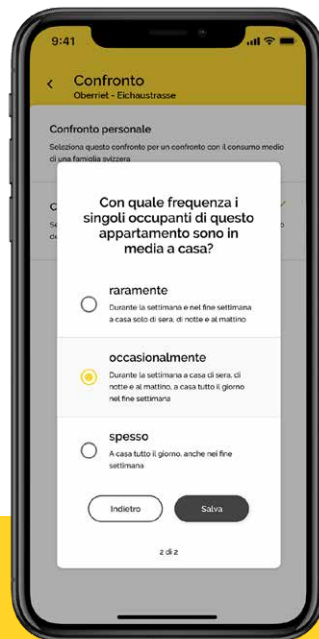 9:41
Confronto
Oberriet - Eichaustrasse
Confronto personale
Seleziona questo confronto per un confronto con il consumo medio
di una famiglia svizzera
Con quale frequenza i
singoli occupanti di questo
appartamento sono in
media a casa?
raramente
Durante la settimana e nel fine settimana
a casa solo di sera, di notte e al mattino
occasionalmente
Durante la settimana a casa di sera, di
notte e al mattino, a casa tutto il giorno
nel fine settimana
spesso
A casa tutto il giorno, anche nei fine
settimana
Indietro
Salva
2 di 2